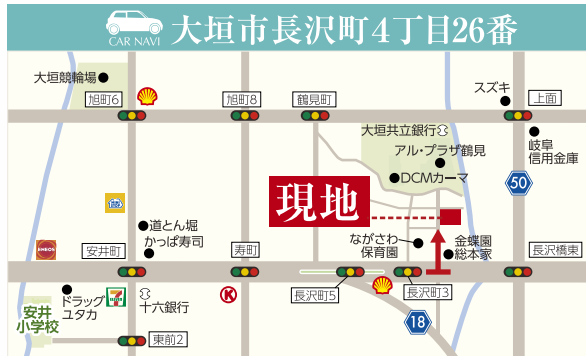 CAR NAVI
大垣市長沢町4丁目26番
大垣競輪場
旭町6
旭町8
鶴見町
スズキ
上面
大垣共立銀行
岐阜
信用金庫
アル・プラザ鶴見
DCMカーマ
50
現地
道とん堀
かっぱ寿司
ENEOS
安井町
寿町
ながさわ
保育園
金蝶園
総本家
長沢橋東
長沢町5
長沢町3
ドラッグ
ユタカ
十六銀行
K
18
安井
小学校
東前2